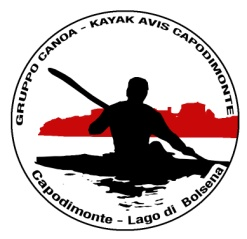 GRUPPO CANOA - KAYAK AVIS CAPODIMONTE
Capodimonte - Lago di Bolsena